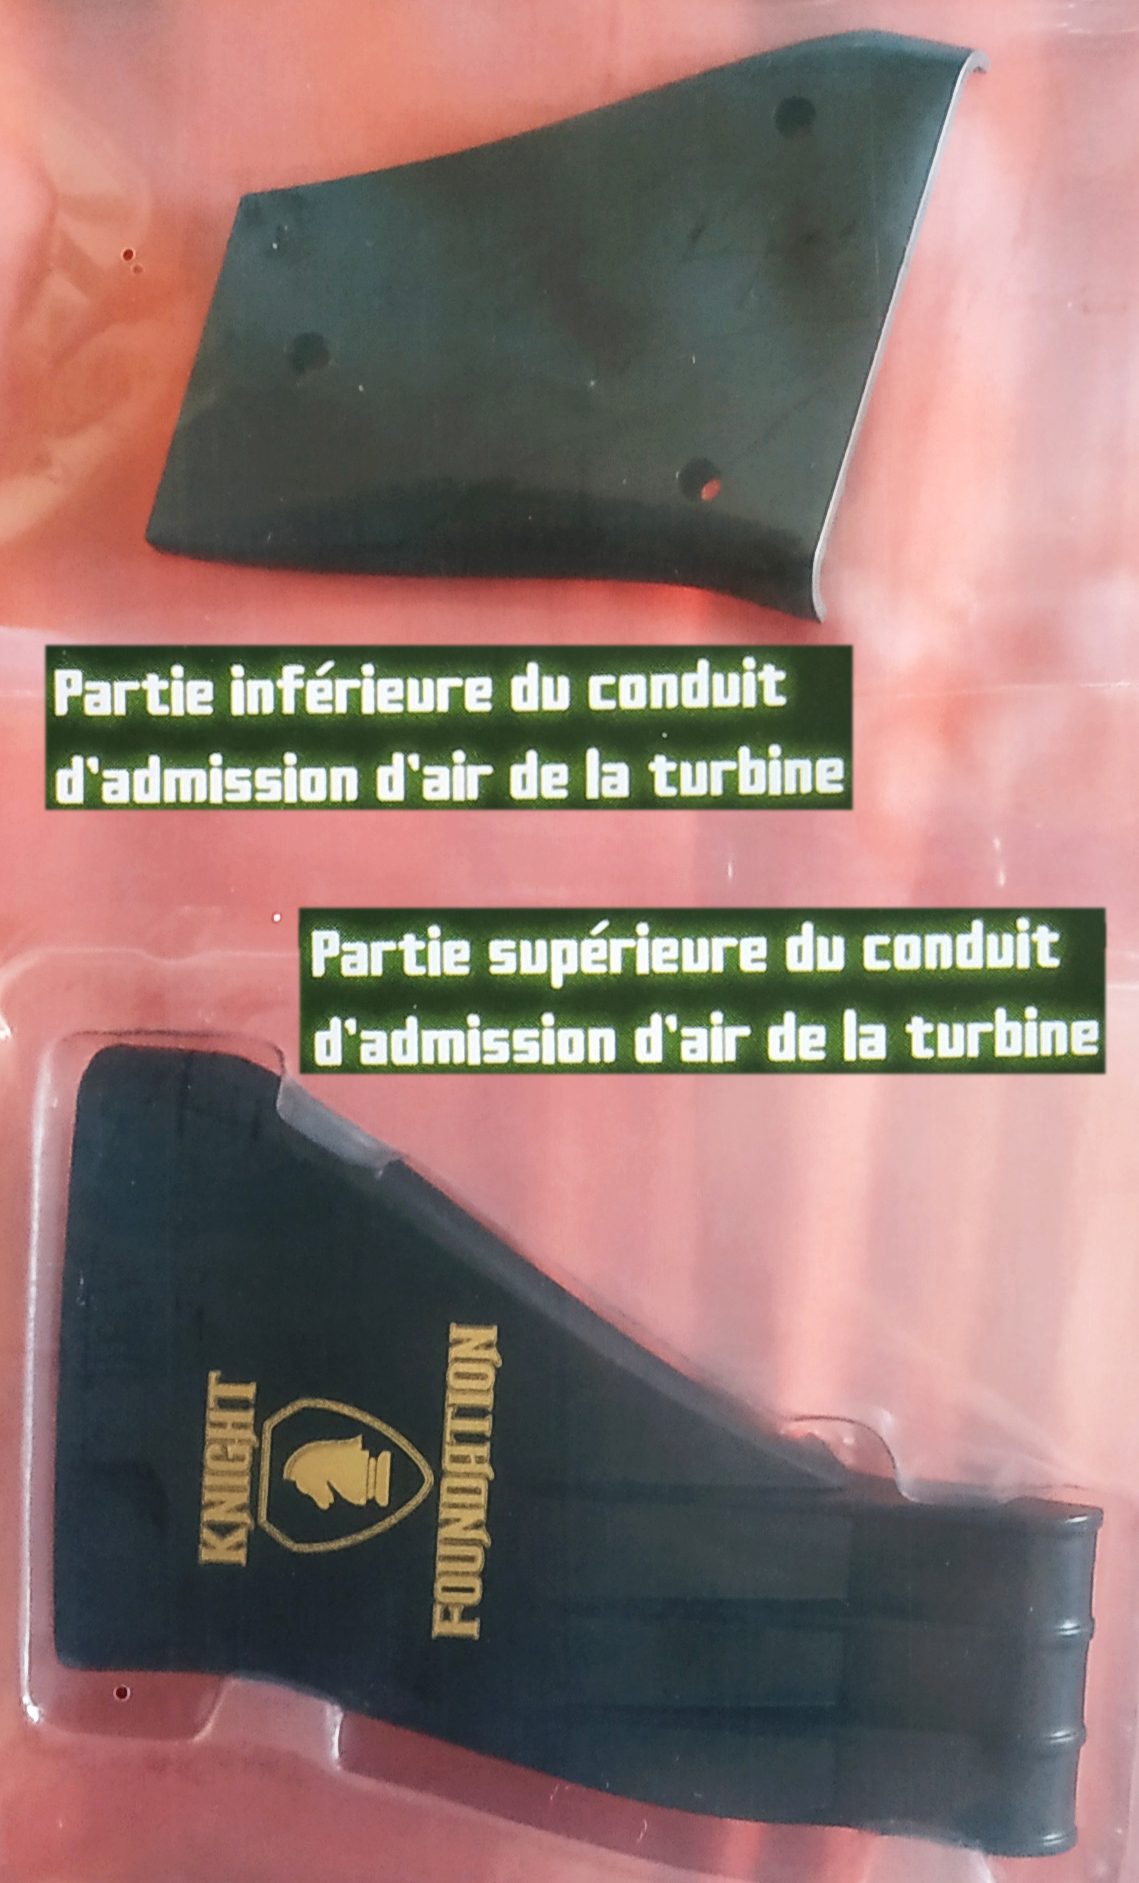 Partie inférieure du conduit
d'admission d'air de la turbine
Partie supérieure du conduit
d'admission d'air de la turbine
KNIGHT
FOUNDATION